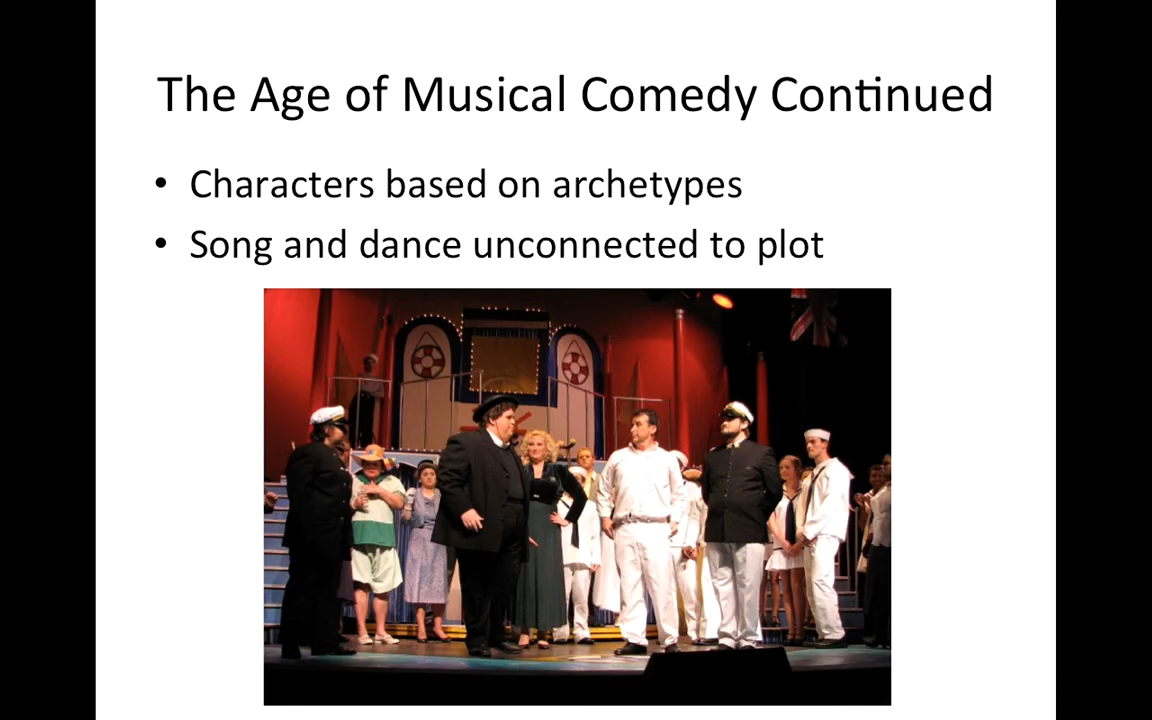 The Age of Musical Comedy Continued
• Characters based on archetypes
• Song and dance unconnected to plot